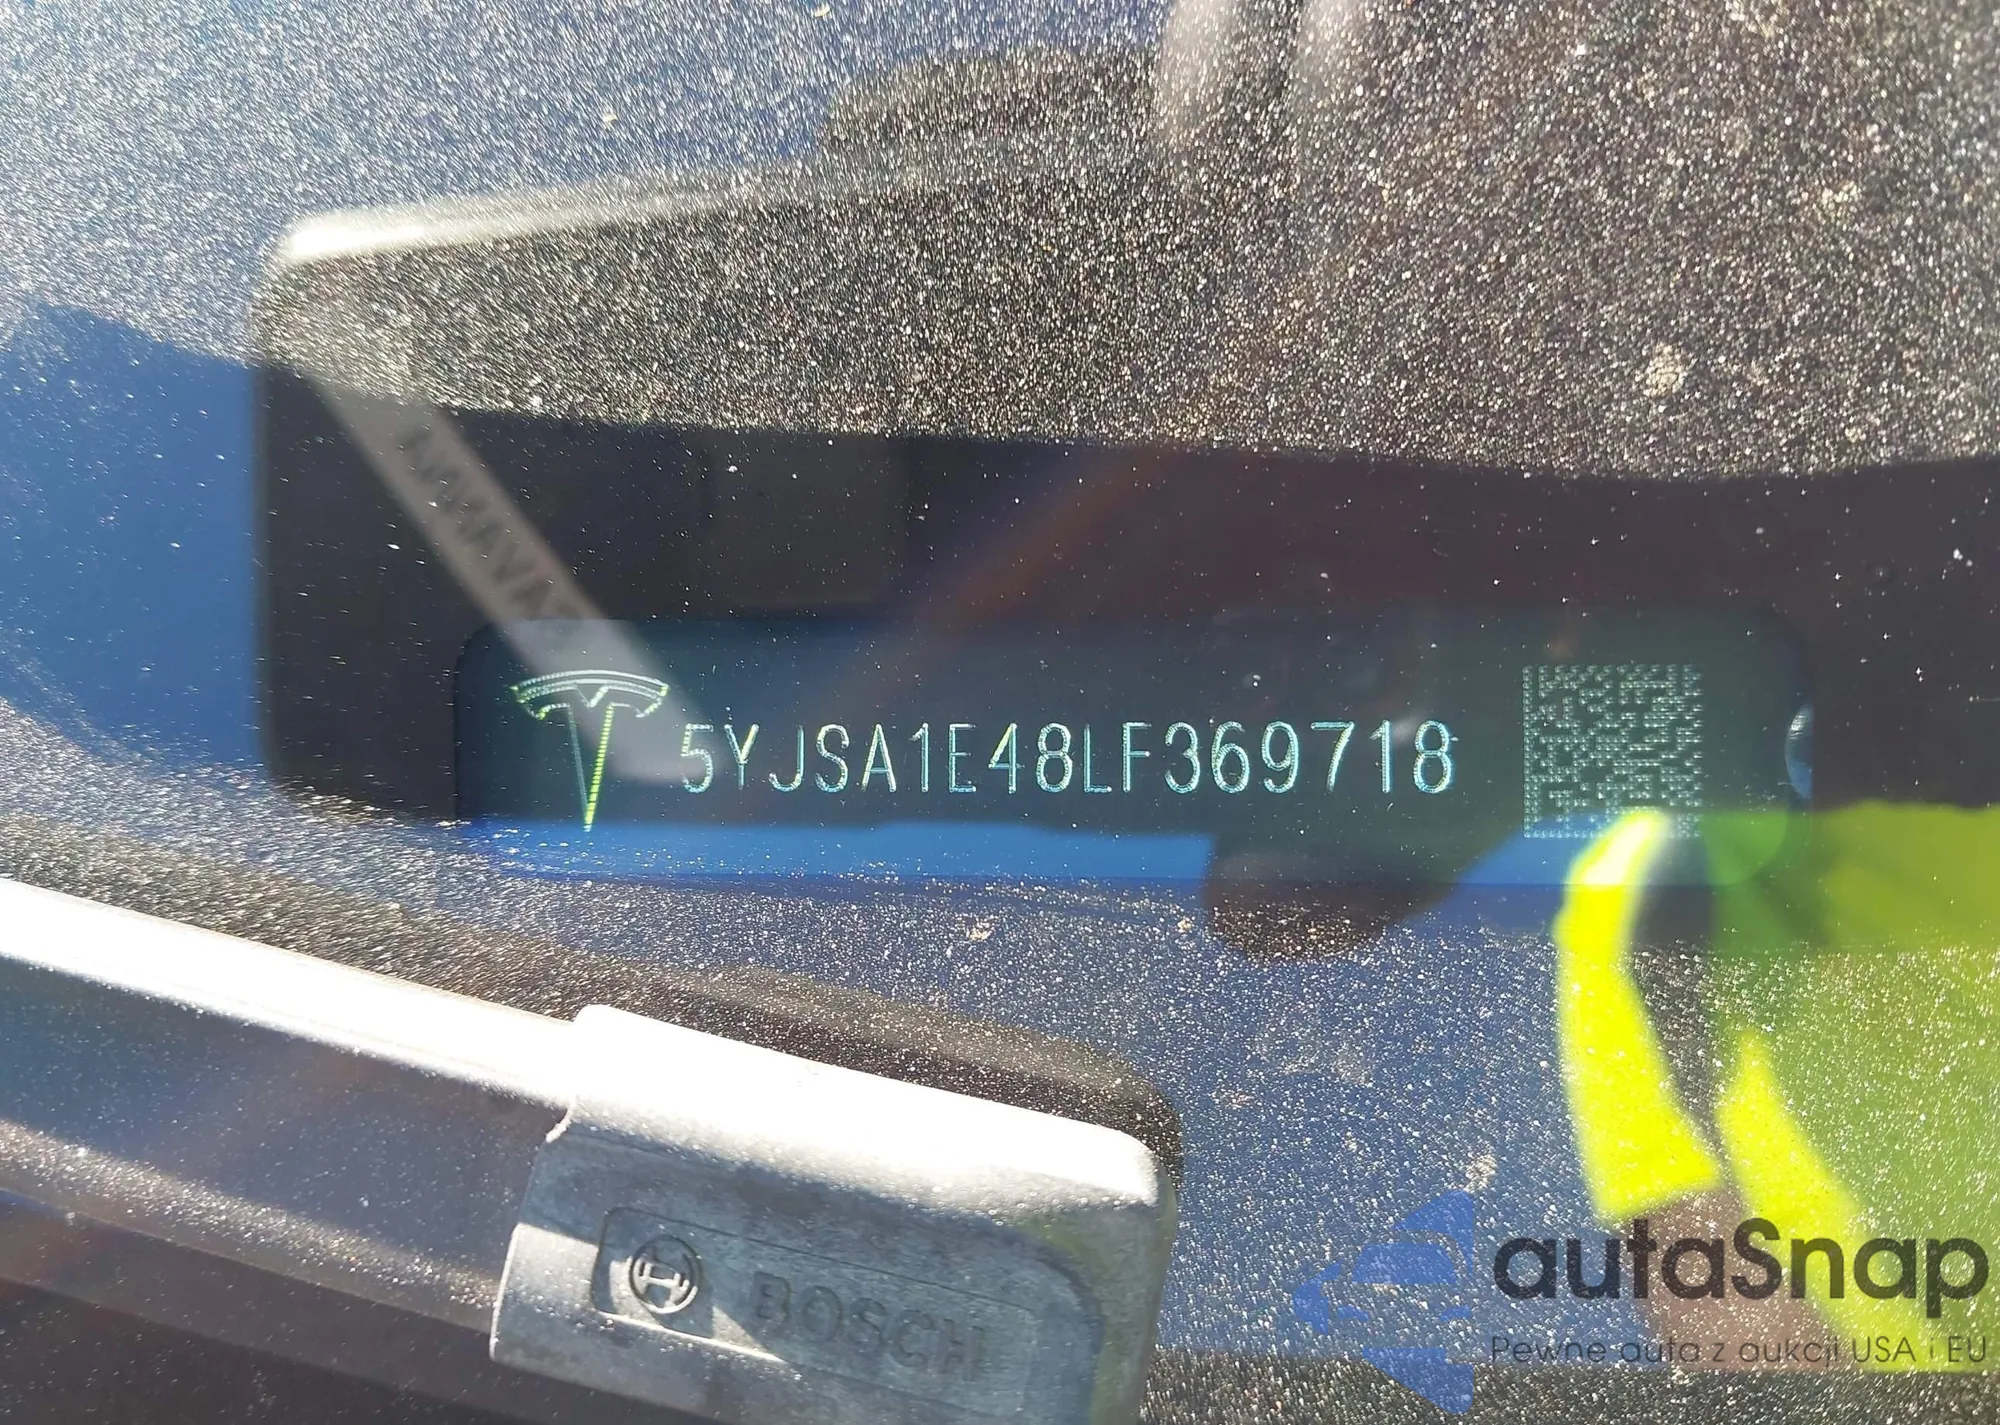 5YJSA1E48LF369718
BOSCH
autaSnap
Pewne auta z aukcji USA i EU